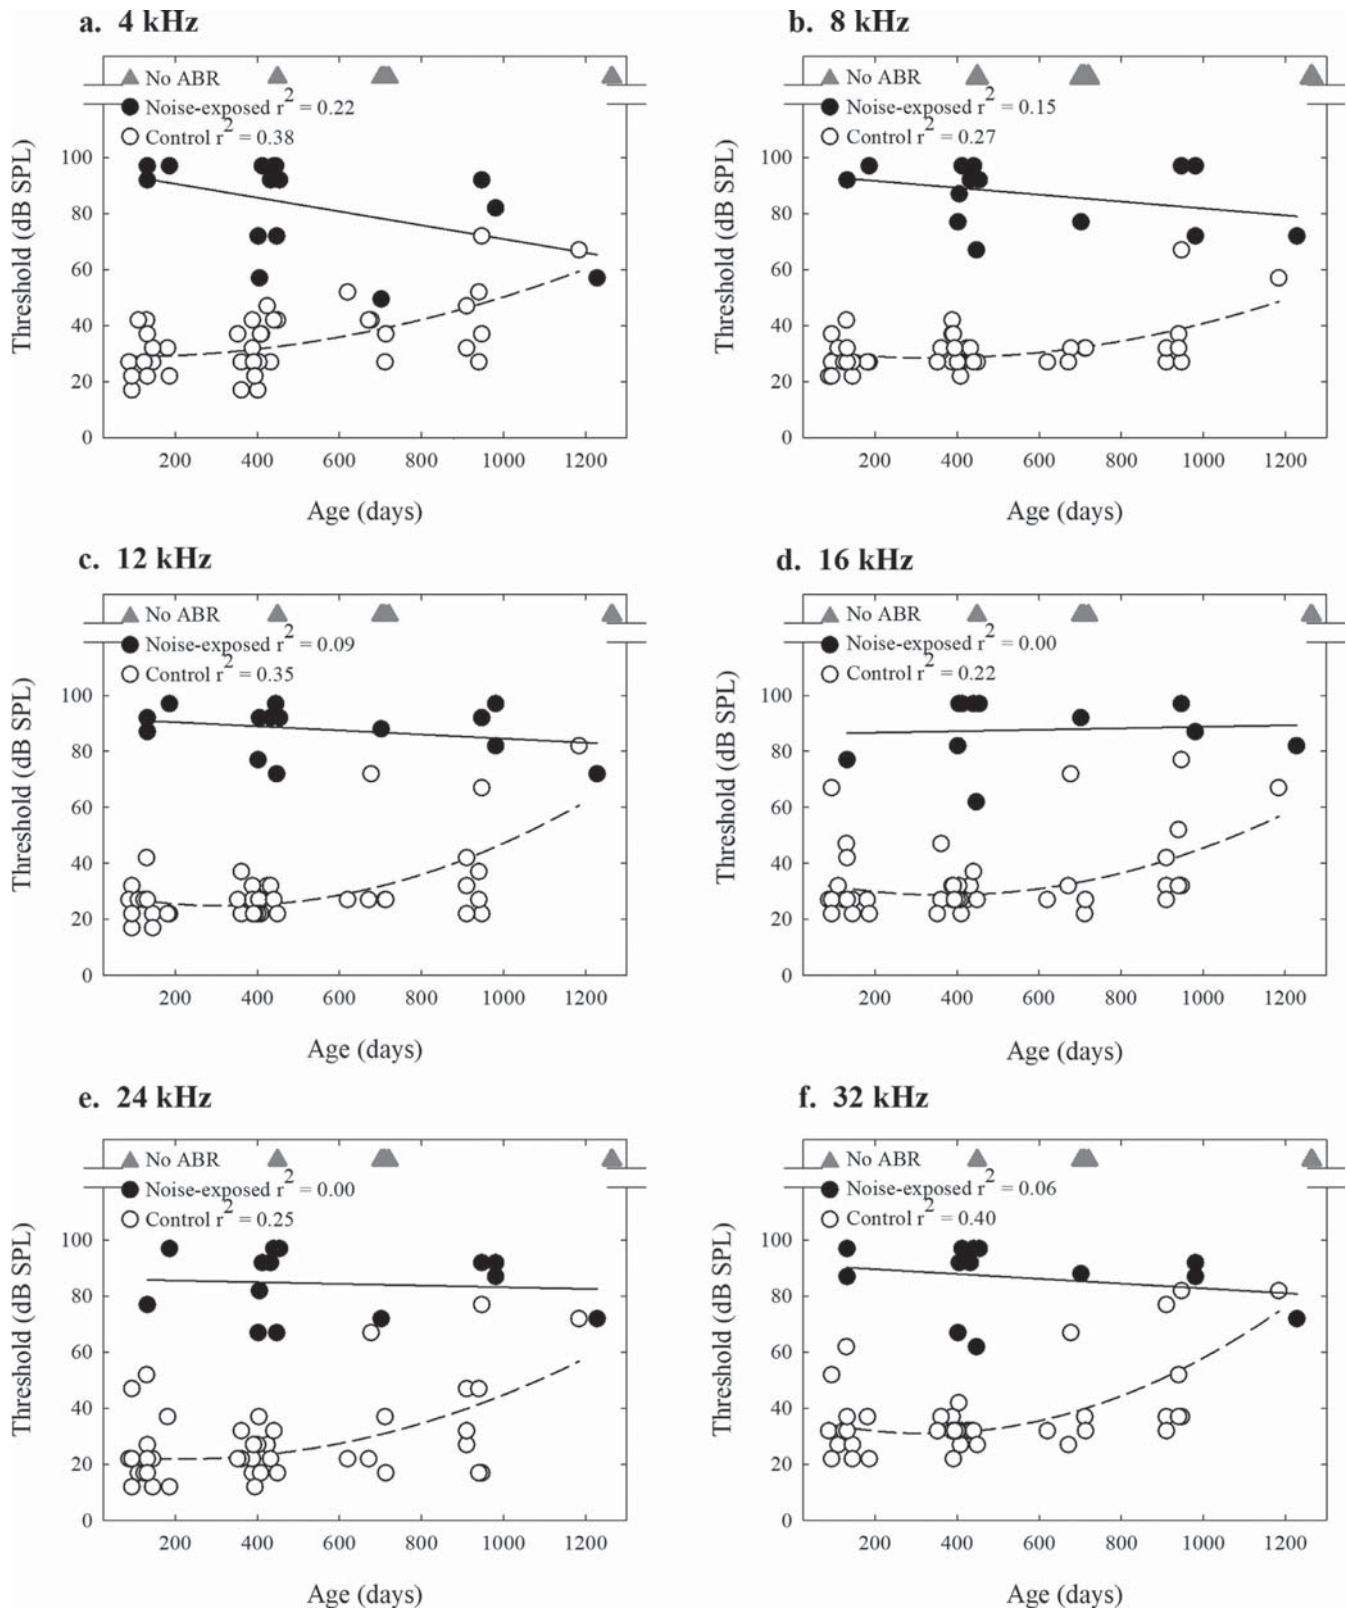 a. 4 kHz
No ABR
Noise-exposed r2 = 0.22
Control r2 = 0.38
100
80
60
40
20
0
200 400 600 800 1000 1200
Threshold (dB SPL)
Age (days)
b. 8 kHz
No ABR
Noise-exposed r2 = 0.15
Control r2 = 0.27
100
80
60
40
20
0
200 400 600 800 1000 1200
Threshold (dB SPL)
Age (days)
c. 12 kHz
No ABR
Noise-exposed r2 = 0.09
Control r2 = 0.35
100
80
60
40
20
0
200 400 600 800 1000 1200
Threshold (dB SPL)
Age (days)
d. 16 kHz
No ABR
Noise-exposed r2 = 0.00
Control r2 = 0.22
100
80
60
40
20
0
200 400 600 800 1000 1200
Threshold (dB SPL)
Age (days)
e. 24 kHz
No ABR
Noise-exposed r2 = 0.00
Control r2 = 0.25
100
80
60
40
20
0
200 400 600 800 1000 1200
Threshold (dB SPL)
Age (days)
f. 32 kHz
No ABR
Noise-exposed r2 = 0.06
Control r2 = 0.40
100
80
60
40
20
0
200 400 600 800 1000 1200
Threshold (dB SPL)
Age (days)